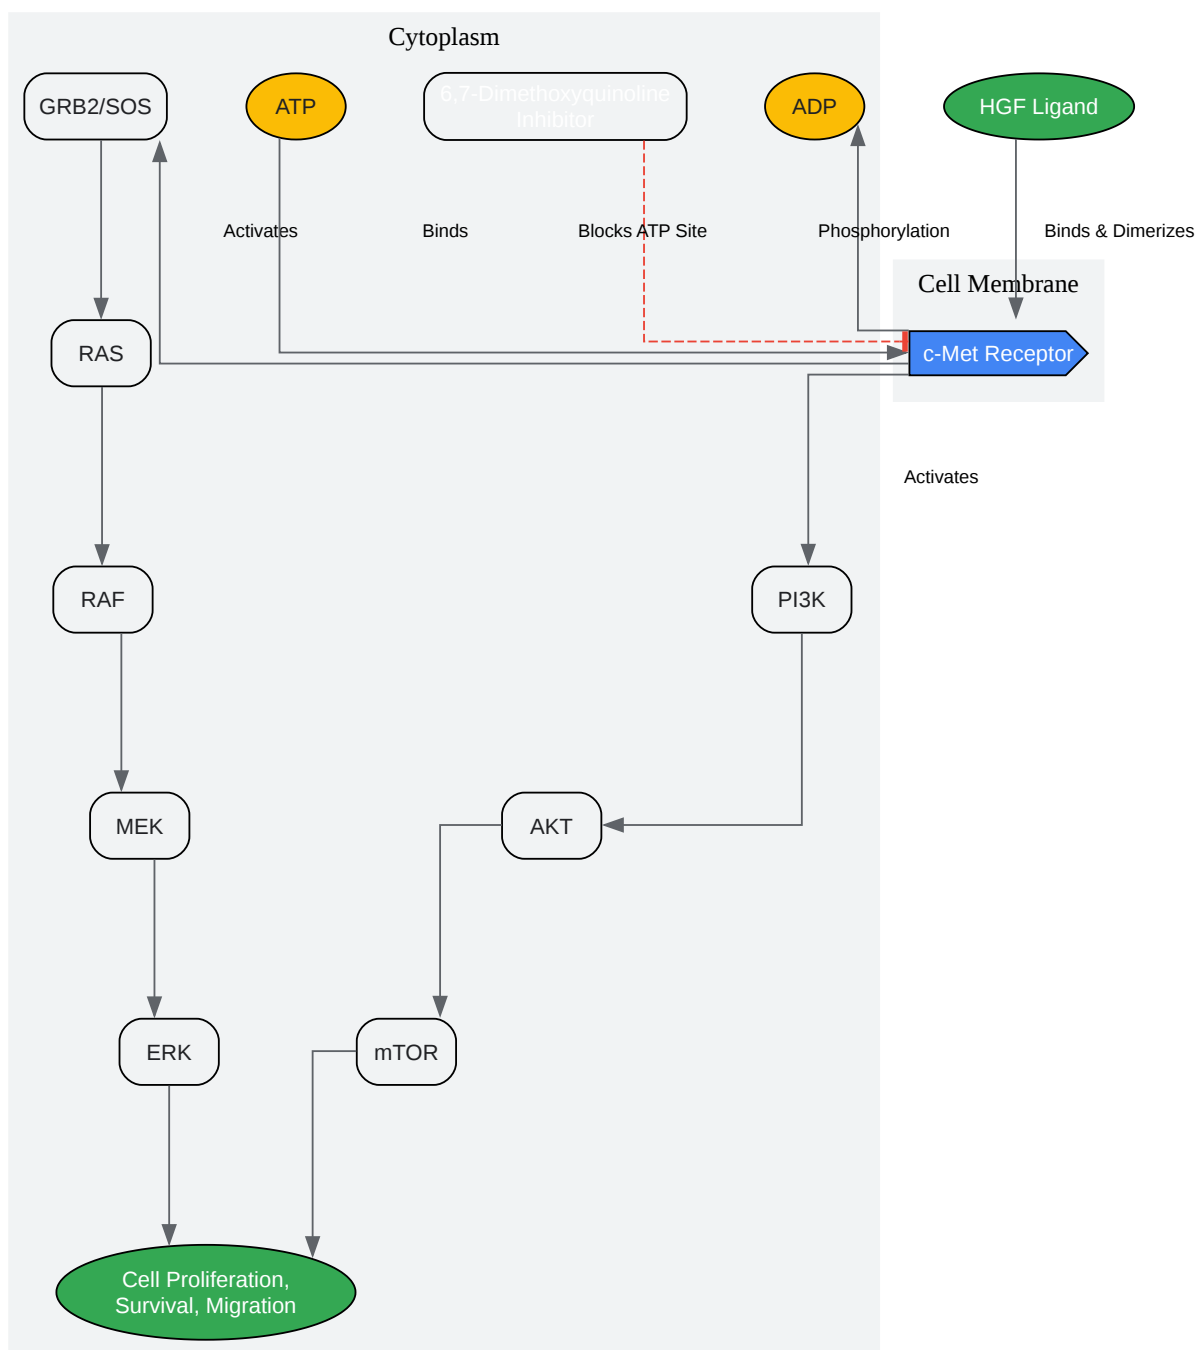 Cytoplasm
GRB2/SOS
ATP
6,7-Dimethoxyquinoline
Inhibitor
ADP
HGF Ligand
Activates
Binds
Blocks ATP Site
Phosphorylation
Binds & Dimerizes
Cell Membrane
RAS
c-Met Receptor
Activates
RAF
PI3K
MEK
AKT
ERK
mTOR
Cell Proliferation,
Survival, Migration